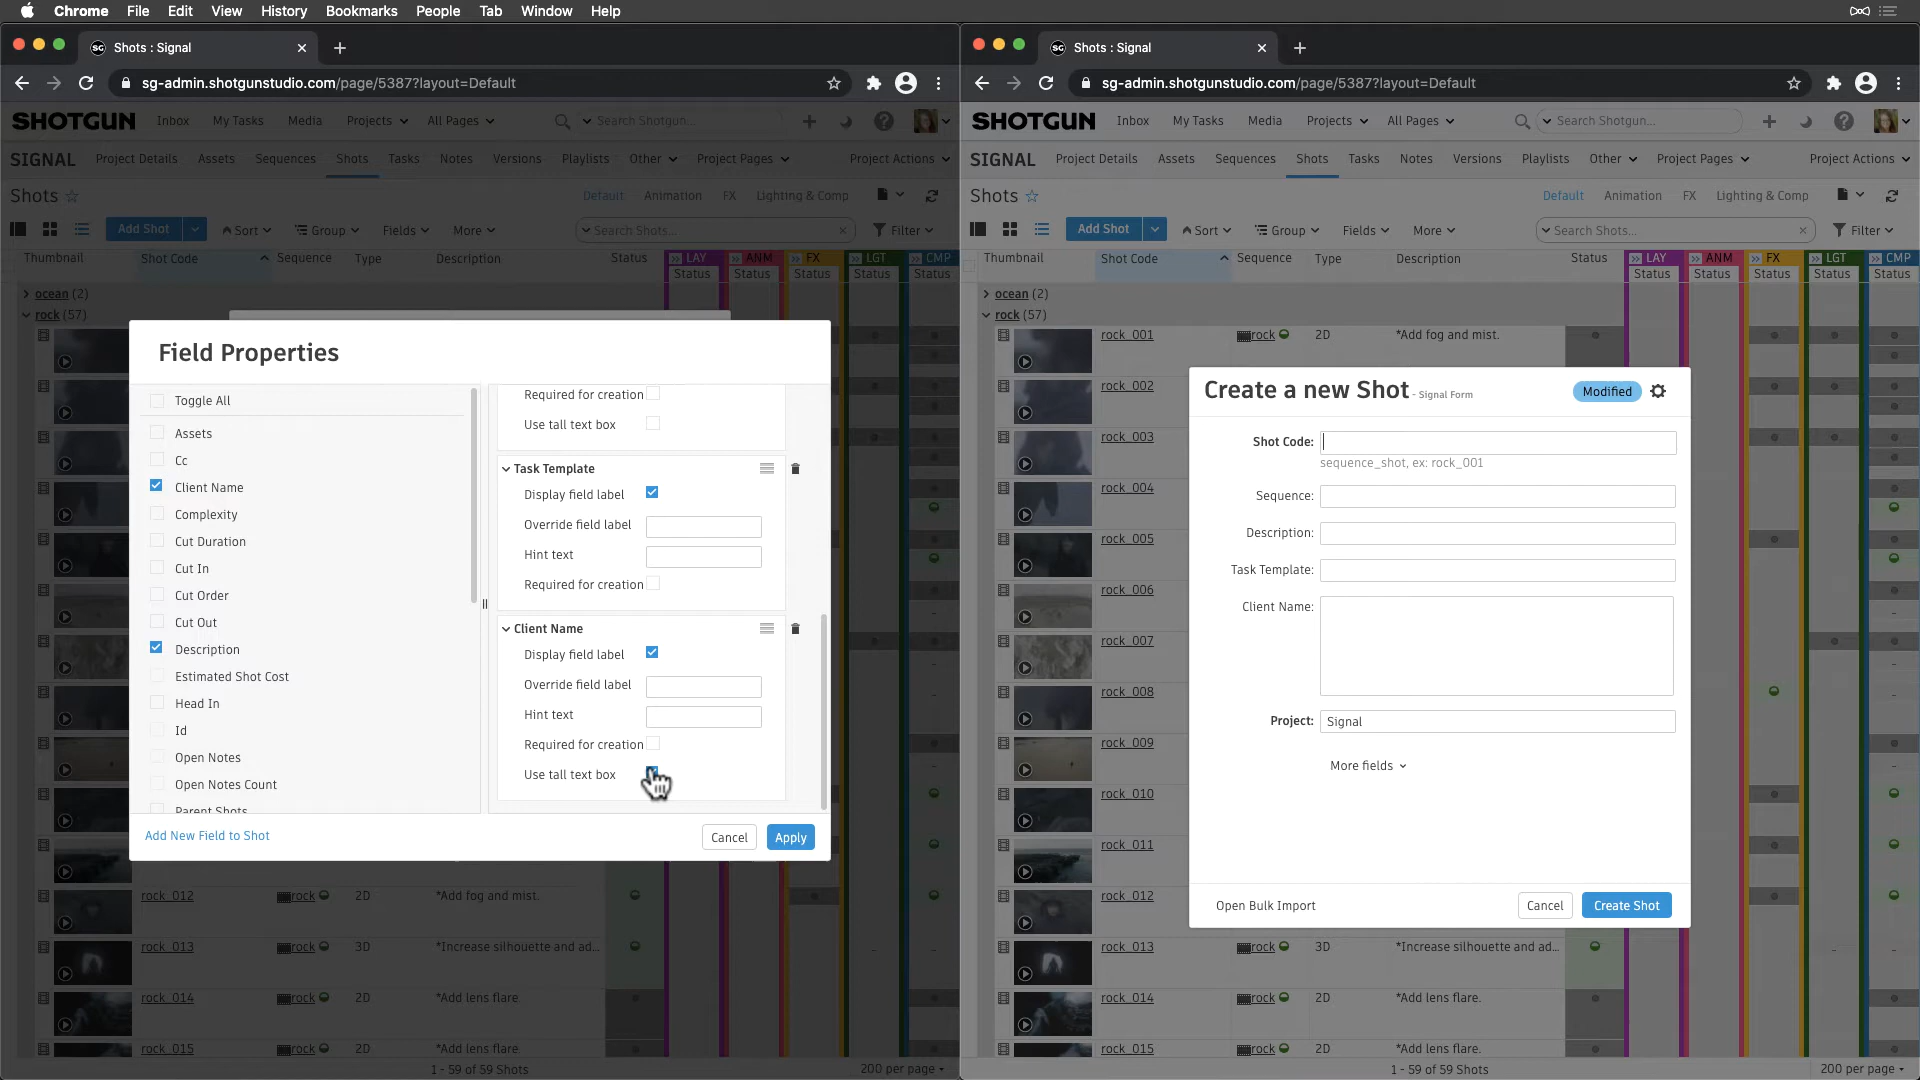 Chrome File Edit View History Bookmarks People Tab Window Help
SG Shots : Signal
sg-admin.shotgunstudio.com/page/5387?layout=Default
SHOTGUN Inbox My Tasks Media Projects All Pages Search Shotgun...
SIGNAL Project Details Assets Sequences Shots Tasks Notes Versions Playlists Other Project Pages Project Actions
Shots Default Animation FX Lighting & Comp
Add Shot Sort Group Fields More Search Shots... Filter
Thumbnail Shot Code Sequence Type Description Status LAY ANM FX LGT CMP
Status Status Status Status Status
ocean (2)
rock (57)
Field Properties
Toggle All
Assets
Cc
Client Name
Complexity
Cut Duration
Cut In
Cut Order
Cut Out
Description
Estimated Shot Cost
Head In
Id
Open Notes
Open Notes Count
Parent Shots
Required for creation
Use tall text box
Task Template
Display field label
Override field label
Hint text
Required for creation
Client Name
Display field label
Override field label
Hint text
Required for creation
Use tall text box
Add New Field to Shot
Cancel Apply
rock_012 rock 2D *Add fog and mist.
rock_013 rock 3D *Increase silhouette and ad...
rock_014 rock 2D *Add lens flare.
rock_015 rock 2D *Add lens flare.
1 - 59 of 59 Shots 200 per page
SG Shots : Signal
sg-admin.shotgunstudio.com/page/5387?layout=Default
SHOTGUN Inbox My Tasks Media Projects All Pages Search Shotgun...
SIGNAL Project Details Assets Sequences Shots Tasks Notes Versions Playlists Other Project Pages Project Actions
Shots Default Animation FX Lighting & Comp
Add Shot Sort Group Fields More Search Shots... Filter
Thumbnail Shot Code Sequence Type Description Status LAY ANM FX LGT CMP
Status Status Status Status Status
ocean (2)
rock (57)
rock_001 rock 2D *Add fog and mist.
rock_002
rock_003
rock_004
rock_005
rock_006
rock_007
rock_008
rock_009
rock_010
rock_011
rock_012
rock_013 rock 3D *Increase silhouette and ad...
rock_014 rock 2D *Add lens flare.
rock_015 rock 2D *Add lens flare.
Create a new Shot - Signal Form Modified
Shot Code:
sequence_shot, ex: rock_001
Sequence:
Description:
Task Template:
Client Name:
Project: Signal
More fields
Open Bulk Import Cancel Create Shot
1 - 59 of 59 Shots 200 per page